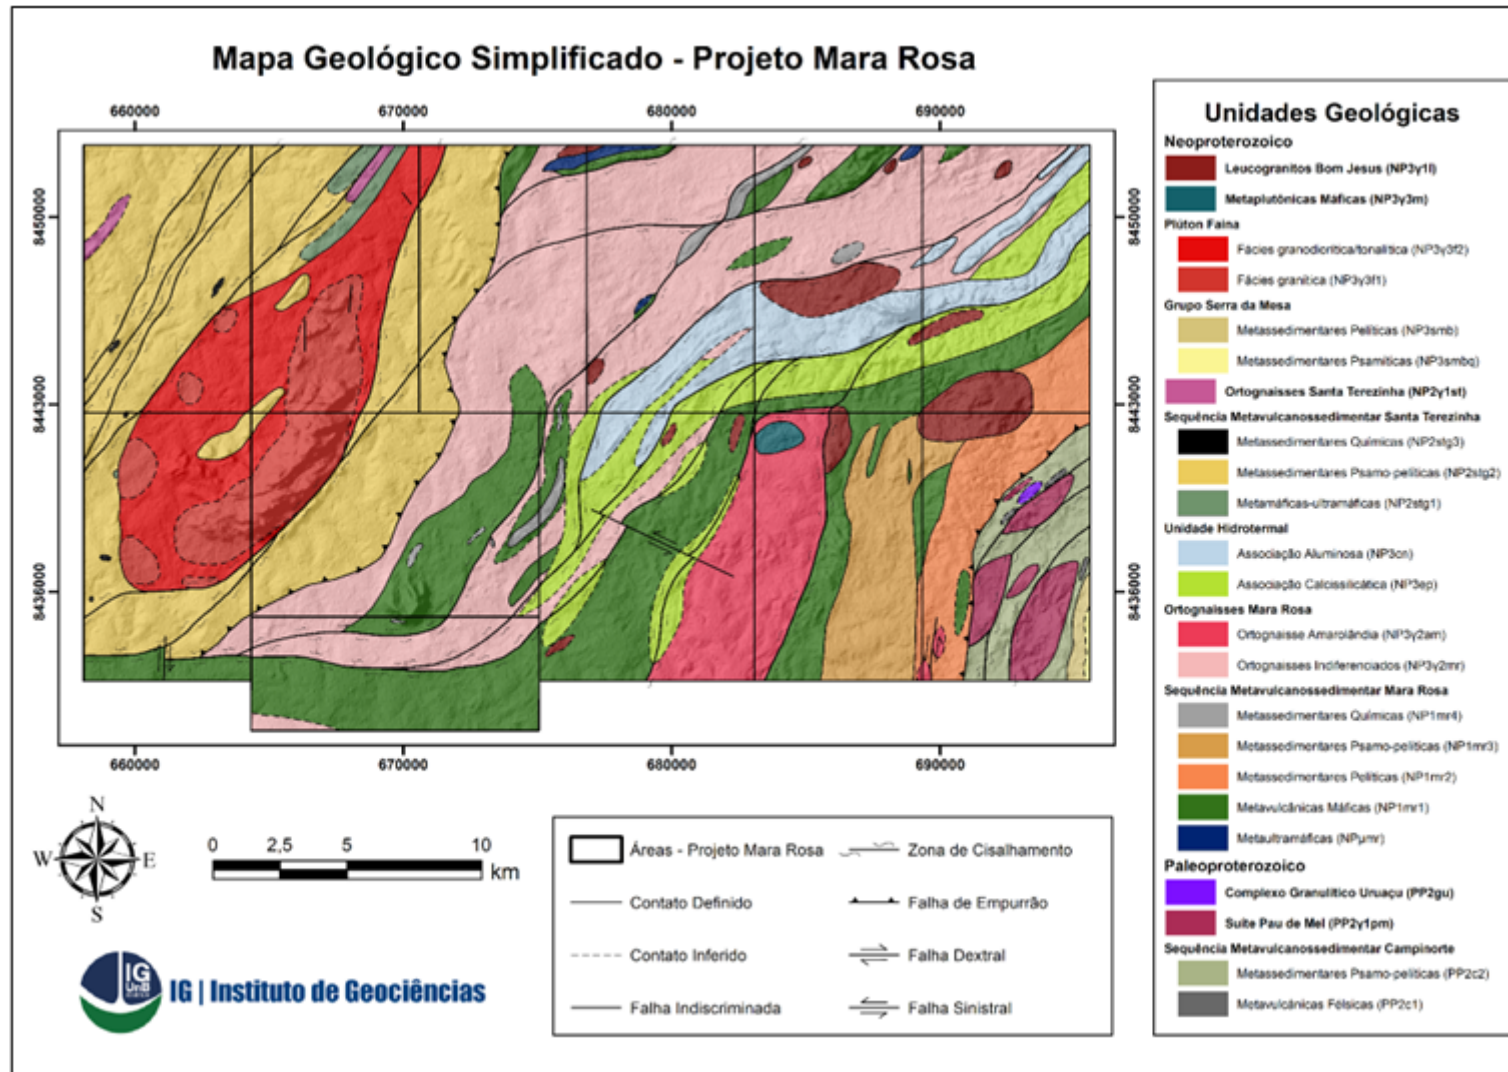 Mapa Geológico Simplificado - Projeto Mara Rosa
660000 670000 680000 690000
8450000 8450000
8443000 8443000
8436000 8436000
660000 670000 680000 690000
N
W E
S
0 2,5 5 10
km
IG
UnB
IG | Instituto de Geociências
Áreas - Projeto Mara Rosa
Contato Definido
Contato Inferido
Falha Indiscriminada
Zona de Cisalhamento
Falha de Empurrão
Falha Dextral
Falha Sinistral
Unidades Geológicas
Neoproterozoico
Leucogranitos Bom Jesus (NP3γ1l)
Metaplutônicas Máficas (NP3γ3m)
Plúton Faina
Fácies granodiorítica/tonalítica (NP3γ3f2)
Fácies granítica (NP3γ3f1)
Grupo Serra da Mesa
Metassedimentares Pelíticas (NP3smb)
Metassedimentares Psamíticas (NP3smbq)
Ortognaisses Santa Terezinha (NP2γ1st)
Sequência Metavulcanossedimentar Santa Terezinha
Metassedimentares Químicas (NP2stg3)
Metassedimentares Psamo-pelíticas (NP2stg2)
Metamáficas-ultramáficas (NP2stg1)
Unidade Hidrotermal
Associação Aluminosa (NP3cn)
Associação Calcissilicática (NP3ep)
Ortognaisses Mara Rosa
Ortognaisse Amarolândia (NP3γ2am)
Ortognaisses Indiferenciados (NP3γ2mr)
Sequência Metavulcanossedimentar Mara Rosa
Metassedimentares Químicas (NP1mr4)
Metassedimentares Psamo-pelíticas (NP1mr3)
Metassedimentares Pelíticas (NP1mr2)
Metavulcânicas Máficas (NP1mr1)
Metaultramáficas (NPμmr)
Paleoproterozoico
Complexo Granulítico Uruaçu (PP2gu)
Suíte Pau de Mel (PP2γ1pm)
Sequência Metavulcanossedimentar Campinorte
Metassedimentares Psamo-pelíticas (PP2c2)
Metavulcânicas Félsicas (PP2c1)